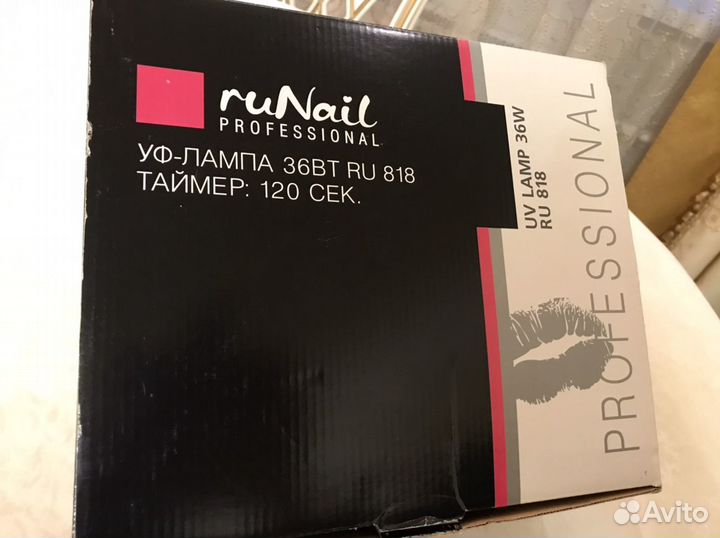 ruNail
PROFESSIONAL
УФ-ЛАМПА 36ВТ RU 818
ТАЙМЕР: 120 СЕК.
UV LAMP 36W
RU 818
PROFESSIONAL
Avito